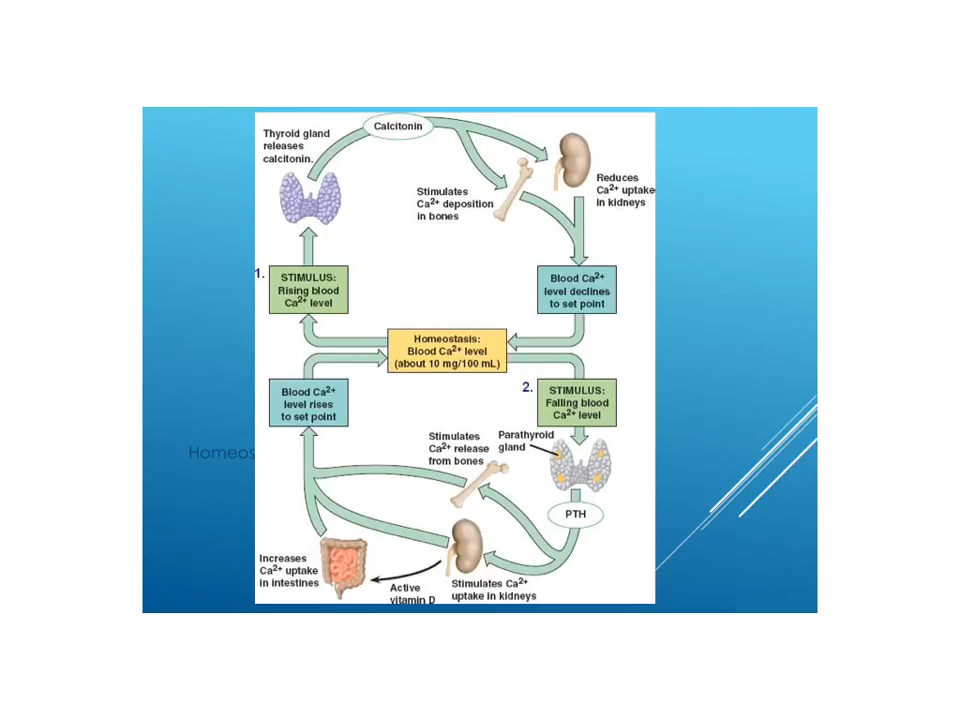 Calcitonin
Thyroid gland
releases
calcitonin.
Stimulates
Ca2+ deposition
in bones
Reduces
Ca2+ uptake
in kidneys
1.
STIMULUS:
Rising blood
Ca2+ level
Blood Ca2+
level declines
to set point
Homeostasis:
Blood Ca2+ level
(about 10 mg/100 mL)
Blood Ca2+
level rises
to set point
2.
STIMULUS:
Falling blood
Ca2+ level
Stimulates
Ca2+ release
from bones
Parathyroid
gland
Homeos
PTH
Increases
Ca2+ uptake
in intestines
Active
vitamin D
Stimulates Ca2+
uptake in kidneys